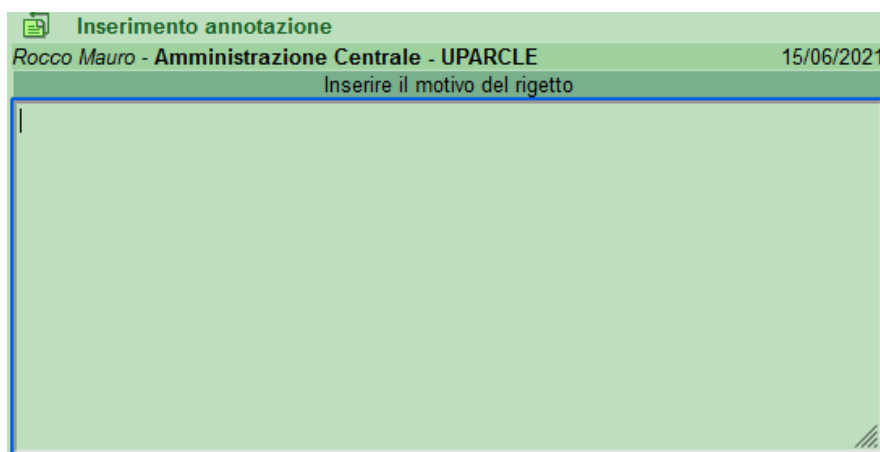 Inserimento annotazione
Rocco Mauro - Amministrazione Centrale - UPARCLE 15/06/2021
Inserire il motivo del rigetto